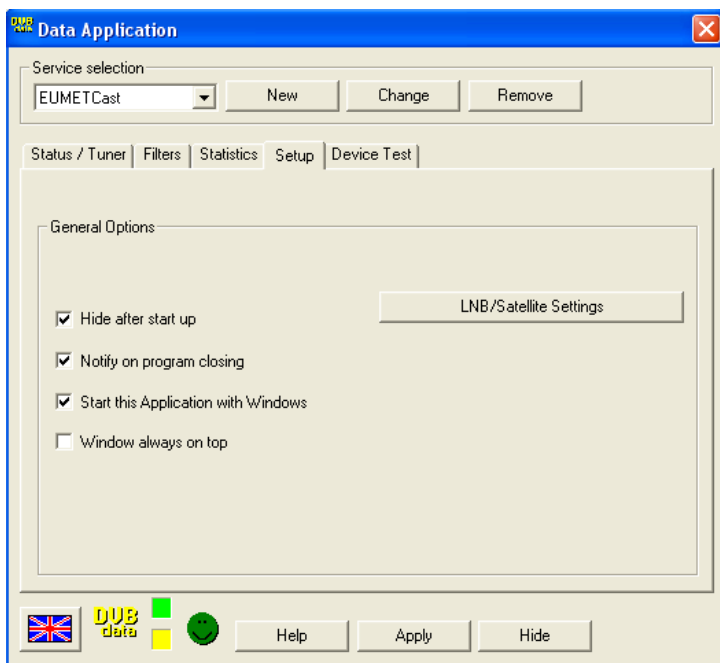 DVB data Data Application
Service selection
EUMETCast New Change Remove
Status / Tuner Filters Statistics Setup Device Test
General Options
LNB/Satellite Settings
Hide after start up
Notify on program closing
Start this Application with Windows
Window always on top
DVB data Help Apply Hide